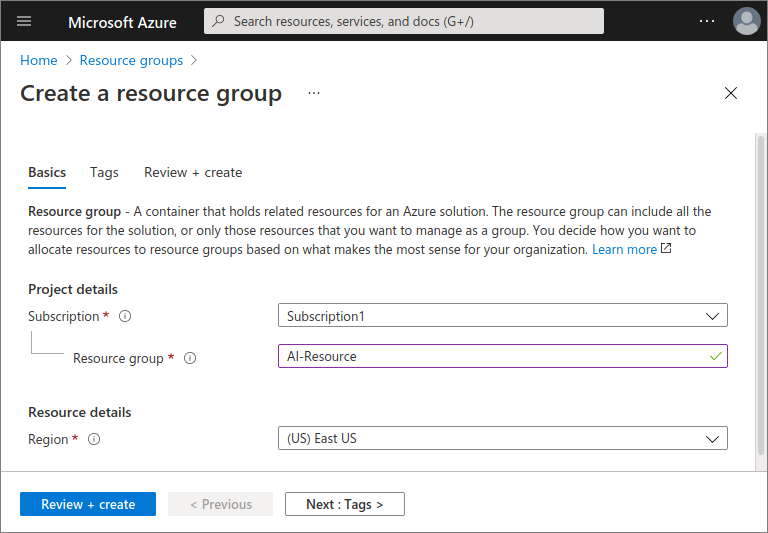 Microsoft Azure
Search resources, services, and docs (G+/)
...
Home > Resource groups >
Create a resource group ...
Basics Tags Review + create
Resource group - A container that holds related resources for an Azure solution. The resource group can include all the
resources for the solution, or only those resources that you want to manage as a group. You decide how you want to
allocate resources to resource groups based on what makes the most sense for your organization. Learn more
Project details
Subscription * Subscription1
Resource group * AI-Resource
Resource details
Region * (US) East US
Review + create < Previous Next : Tags >